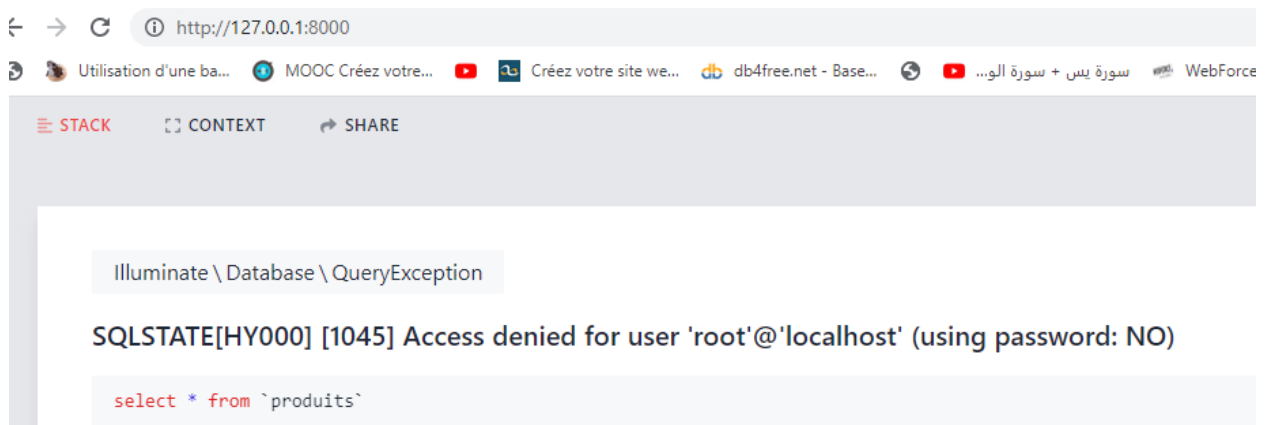 http://127.0.0.1:8000
Utilisation d'une ba... MOOC Créez votre... Créez votre site we... db4free.net - Base... سورة يس + سورة الو... WebForce
STACK CONTEXT SHARE
Illuminate \ Database \ QueryException
SQLSTATE[HY000] [1045] Access denied for user 'root'@'localhost' (using password: NO)
select * from `produits`